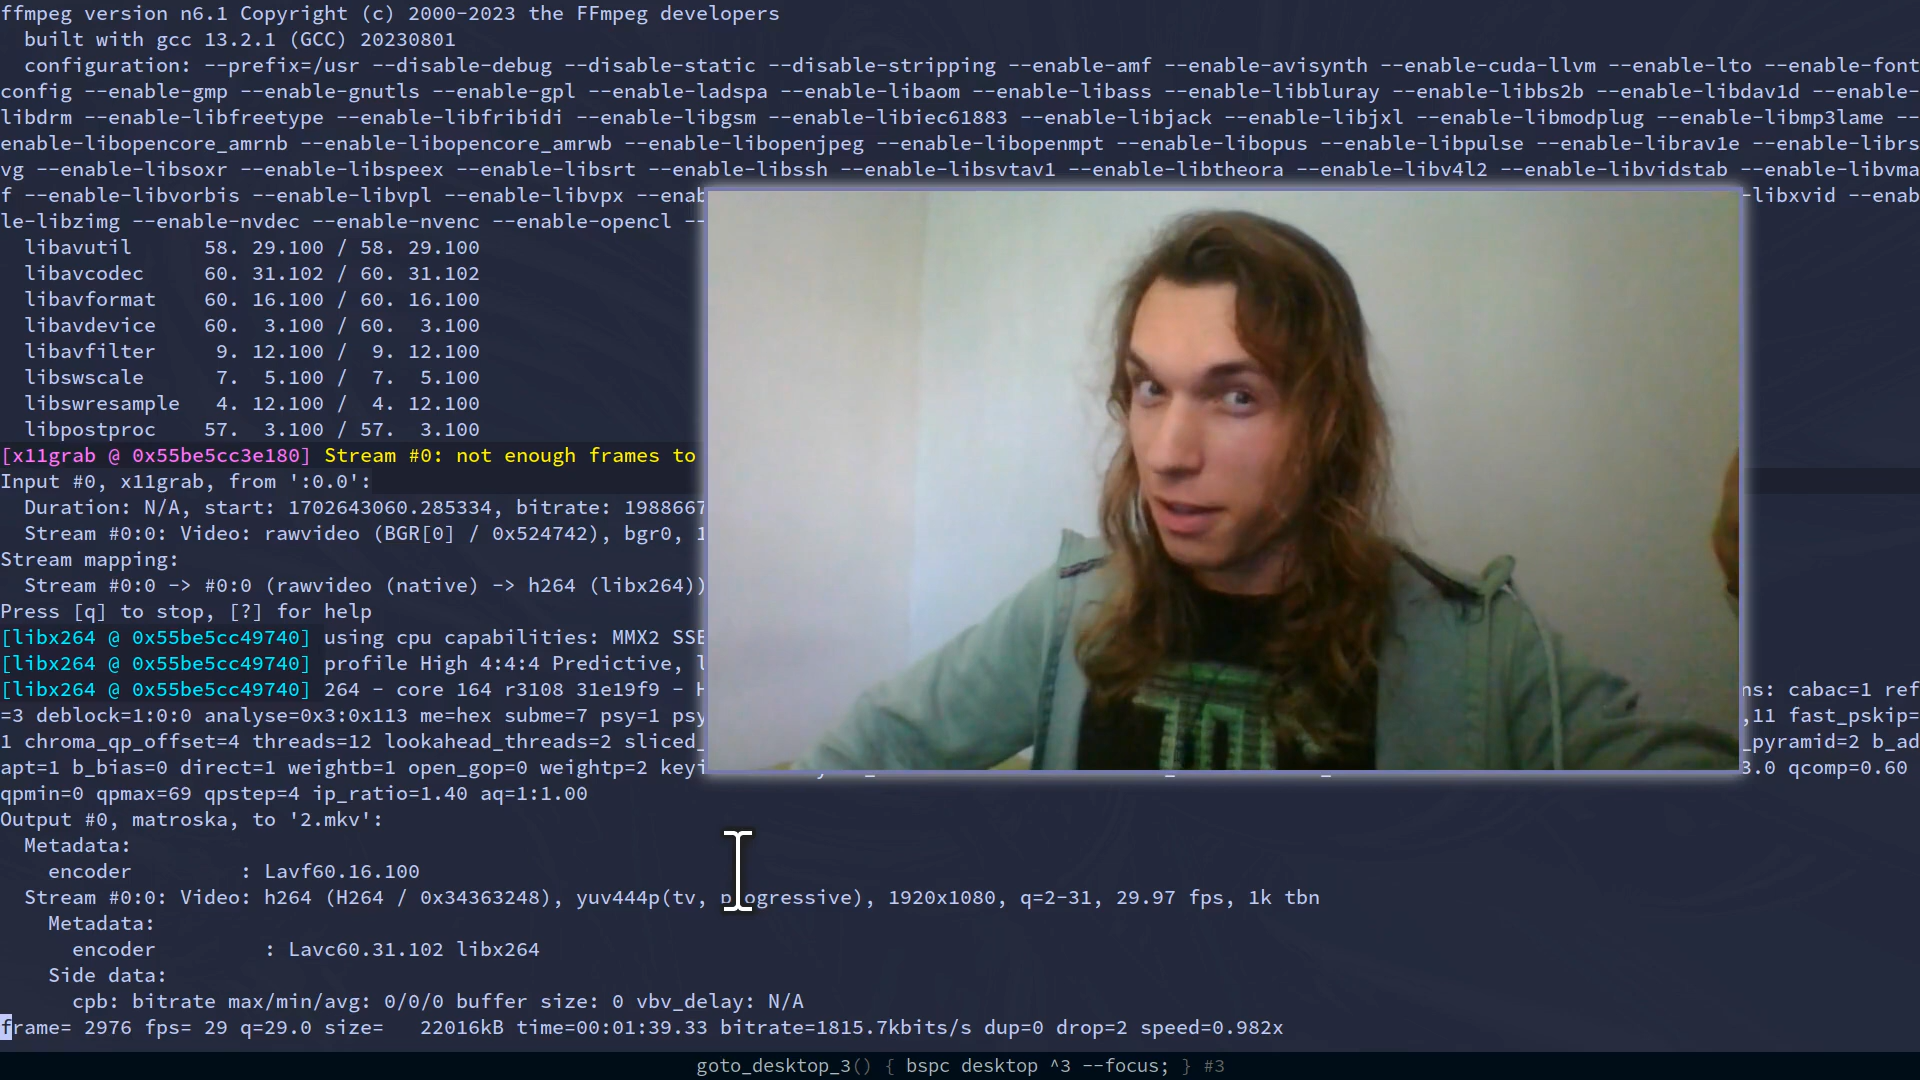 ffmpeg version n6.1 Copyright (c) 2000-2023 the FFmpeg developers
built with gcc 13.2.1 (GCC) 20230801
configuration: --prefix=/usr --disable-debug --disable-static --disable-stripping --enable-amf --enable-avisynth --enable-cuda-llvm --enable-lto --enable-font
config --enable-gmp --enable-gnutls --enable-gpl --enable-ladspa --enable-libaom --enable-libass --enable-libbluray --enable-libbs2b --enable-libdav1d --enable-
libdrm --enable-libfreetype --enable-libfribidi --enable-libgsm --enable-libiec61883 --enable-libjack --enable-libjxl --enable-libmodplug --enable-libmp3lame --
enable-libopencore_amrnb --enable-libopencore_amrwb --enable-libopenjpeg --enable-libopenmpt --enable-libopus --enable-libpulse --enable-librav1e --enable-librs
vg --enable-libsoxr --enable-libspeex --enable-libsrt --enable-libssh --enable-libsvtav1 --enable-libtheora --enable-libv4l2 --enable-libvidstab --enable-libvma
f --enable-libvorbis --enable-libvpl --enable-libvpx --enab -libxvid --enab
le-libzimg --enable-nvdec --enable-nvenc --enable-opencl --
libavutil 58. 29.100 / 58. 29.100
libavcodec 60. 31.102 / 60. 31.102
libavformat 60. 16.100 / 60. 16.100
libavdevice 60. 3.100 / 60. 3.100
libavfilter 9. 12.100 / 9. 12.100
libswscale 7. 5.100 / 7. 5.100
libswresample 4. 12.100 / 4. 12.100
libpostproc 57. 3.100 / 57. 3.100
[x11grab @ 0x55be5cc3e180] Stream #0: not enough frames to
Input #0, x11grab, from ':0.0':
Duration: N/A, start: 1702643060.285334, bitrate: 1988667
Stream #0:0: Video: rawvideo (BGR[0] / 0x524742), bgr0, 1
Stream mapping:
Stream #0:0 -> #0:0 (rawvideo (native) -> h264 (libx264))
Press [q] to stop, [?] for help
[libx264 @ 0x55be5cc49740] using cpu capabilities: MMX2 SSE
[libx264 @ 0x55be5cc49740] profile High 4:4:4 Predictive, l
[libx264 @ 0x55be5cc49740] 264 - core 164 r3108 31e19f9 - H ns: cabac=1 ref
=3 deblock=1:0:0 analyse=0x3:0x113 me=hex subme=7 psy=1 psy ,11 fast_pskip=
1 chroma_qp_offset=4 threads=12 lookahead_threads=2 sliced_ _pyramid=2 b_ad
apt=1 b_bias=0 direct=1 weightb=1 open_gop=0 weightp=2 keyi 3.0 qcomp=0.60
qpmin=0 qpmax=69 qpstep=4 ip_ratio=1.40 aq=1:1.00
Output #0, matroska, to '2.mkv':
Metadata:
encoder : Lavf60.16.100
Stream #0:0: Video: h264 (H264 / 0x34363248), yuv444p(tv, progressive), 1920x1080, q=2-31, 29.97 fps, 1k tbn
Metadata:
encoder : Lavc60.31.102 libx264
Side data:
cpb: bitrate max/min/avg: 0/0/0 buffer size: 0 vbv_delay: N/A
frame= 2976 fps= 29 q=29.0 size= 22016kB time=00:01:39.33 bitrate=1815.7kbits/s dup=0 drop=2 speed=0.982x
goto_desktop_3() { bspc desktop ^3 --focus; } #3